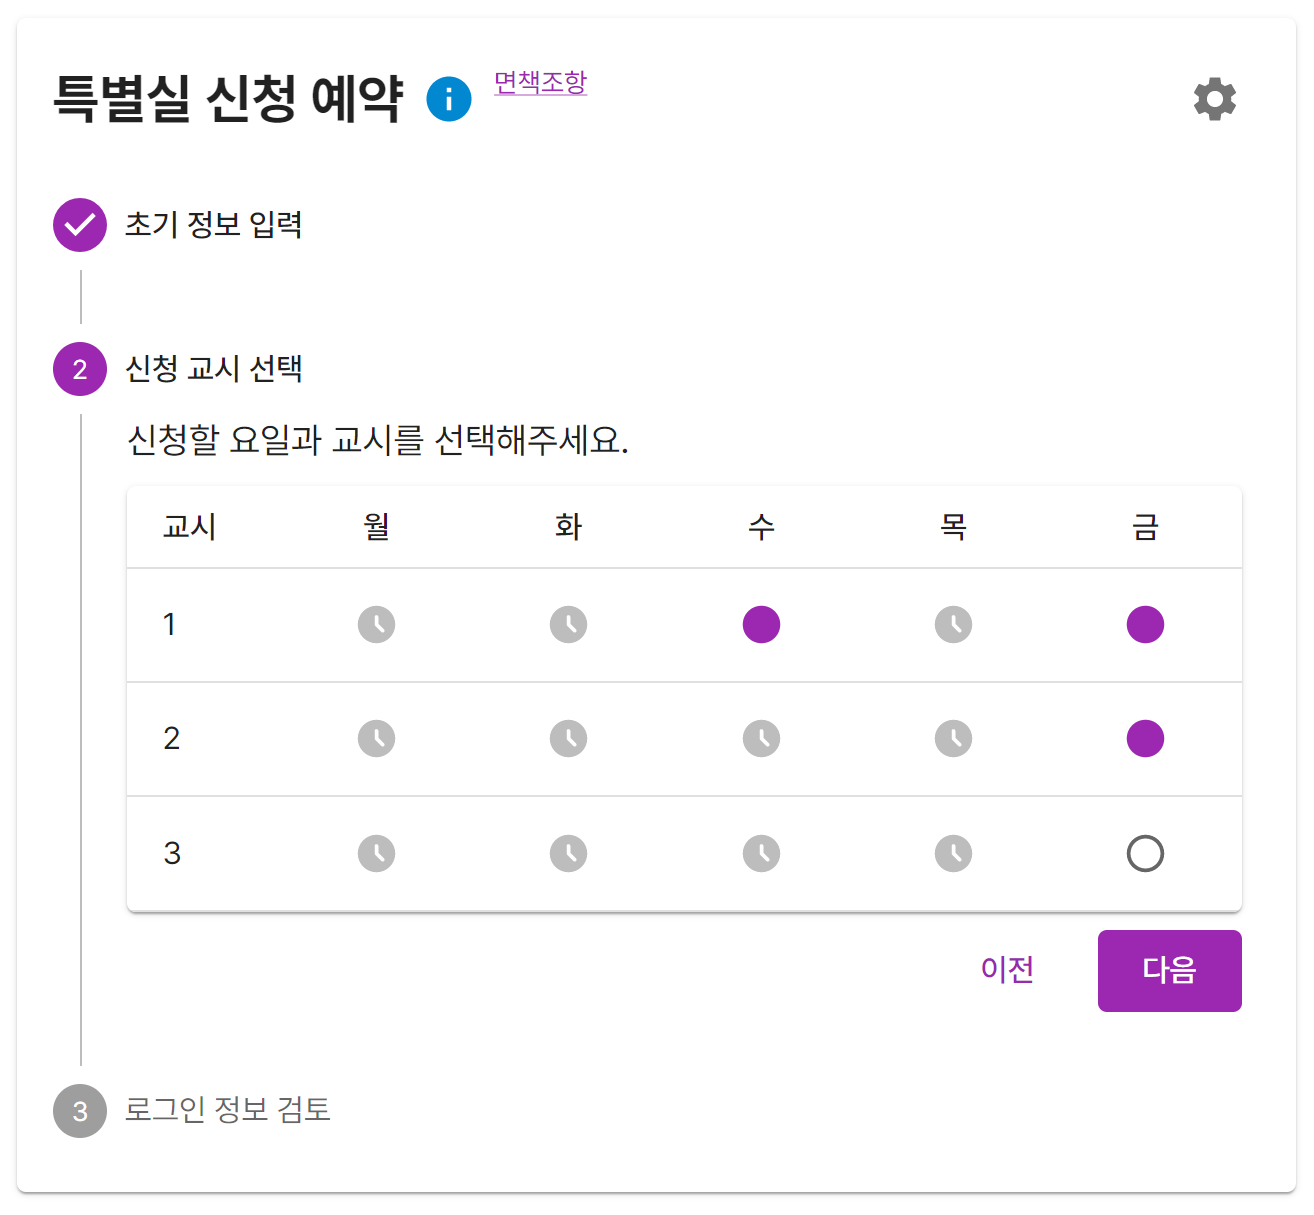 특별실 신청 예약 면책조항
초기 정보 입력
2 신청 교시 선택
신청할 요일과 교시를 선택해주세요.
교시 월 화 수 목 금
1
2
3
이전 다음
3 로그인 정보 검토